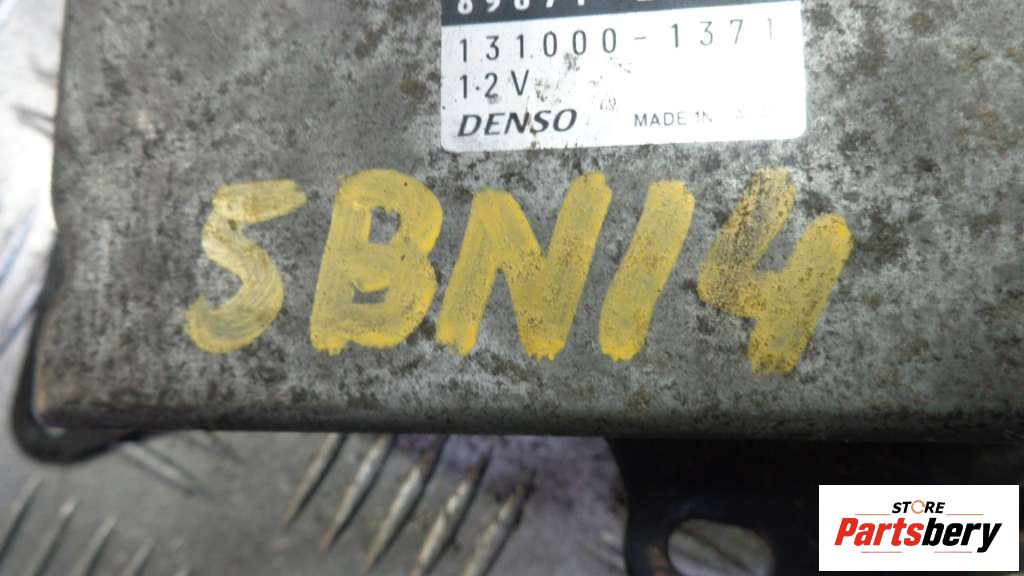 131000-1371
12V
DENSO MADE IN
5BN14
STORE
Partsbery